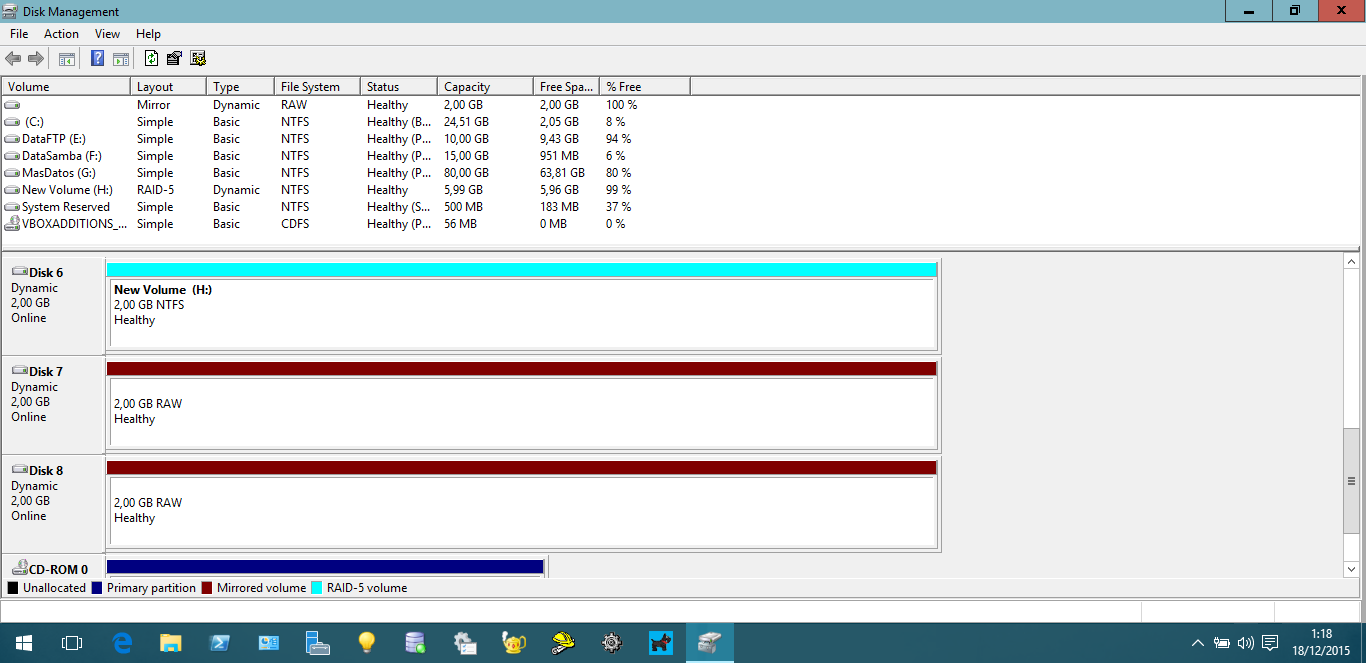 Disk Management
File Action View Help
Volume Layout Type File System Status Capacity Free Spa... % Free
Mirror Dynamic RAW Healthy 2,00 GB 2,00 GB 100 %
(C:) Simple Basic NTFS Healthy (B... 24,51 GB 2,05 GB 8 %
DataFTP (E:) Simple Basic NTFS Healthy (P... 10,00 GB 9,43 GB 94 %
DataSamba (F:) Simple Basic NTFS Healthy (P... 15,00 GB 951 MB 6 %
MasDatos (G:) Simple Basic NTFS Healthy (P... 80,00 GB 63,81 GB 80 %
New Volume (H:) RAID-5 Dynamic NTFS Healthy 5,99 GB 5,96 GB 99 %
System Reserved Simple Basic NTFS Healthy (S... 500 MB 183 MB 37 %
VBOXADDITIONS_... Simple Basic CDFS Healthy (P... 56 MB 0 MB 0 %
Disk 6
Dynamic
2,00 GB
Online
New Volume (H:)
2,00 GB NTFS
Healthy
Disk 7
Dynamic
2,00 GB
Online
2,00 GB RAW
Healthy
Disk 8
Dynamic
2,00 GB
Online
2,00 GB RAW
Healthy
CD-ROM 0
Unallocated Primary partition Mirrored volume RAID-5 volume
1:18
18/12/2015